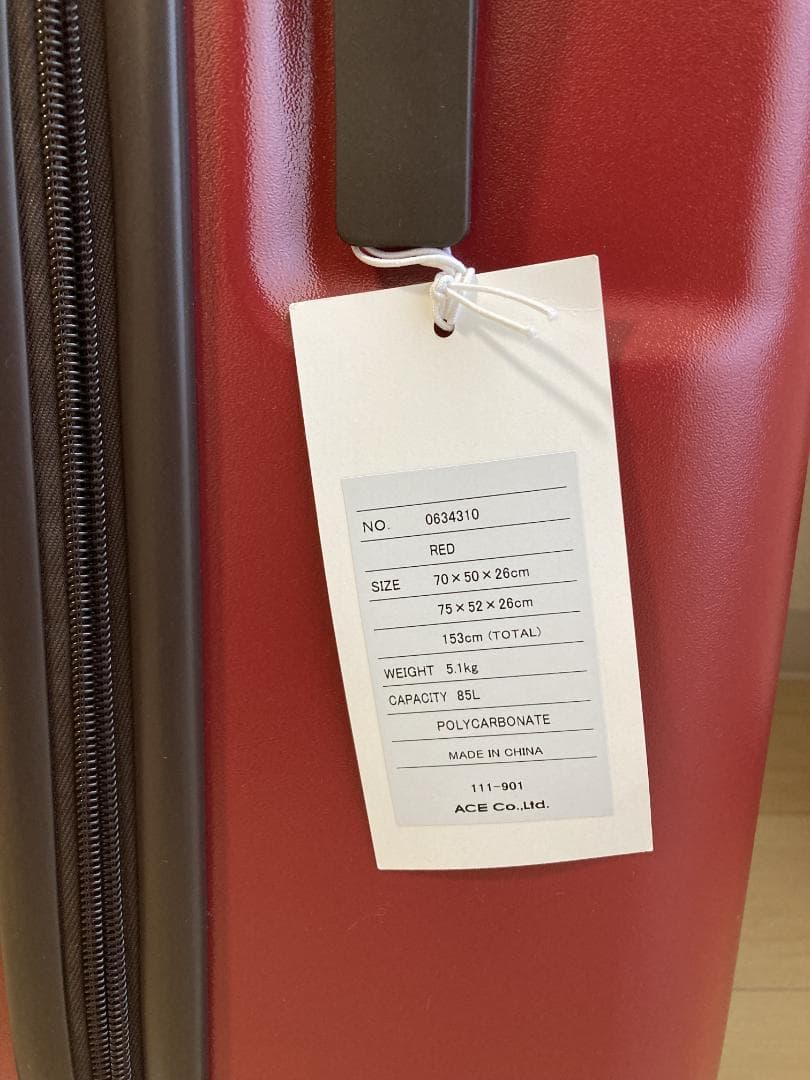 NO. 0634310
RED
SIZE 70×50×26cm
75×52×26cm
153cm (TOTAL)
WEIGHT 5.1kg
CAPACITY 85L
POLYCARBONATE
MADE IN CHINA
111-901
ACE Co.,Ltd.